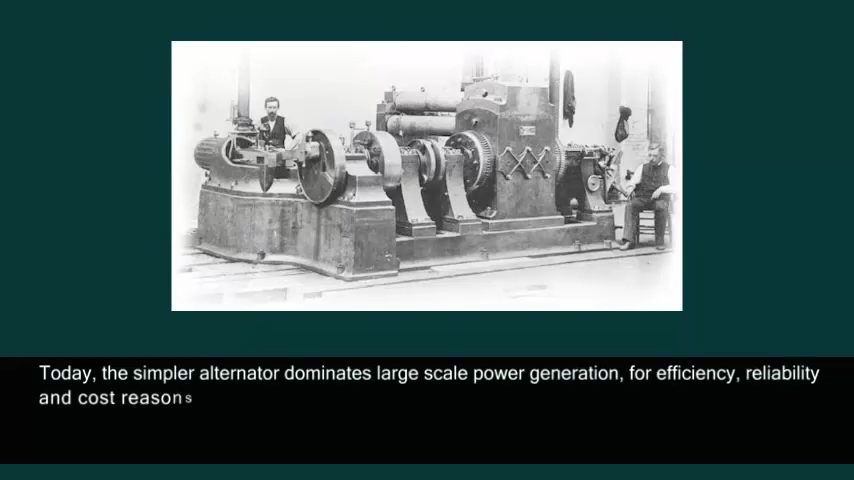 Today, the simpler alternator dominates large scale power generation, for efficiency, reliability
and cost reasons